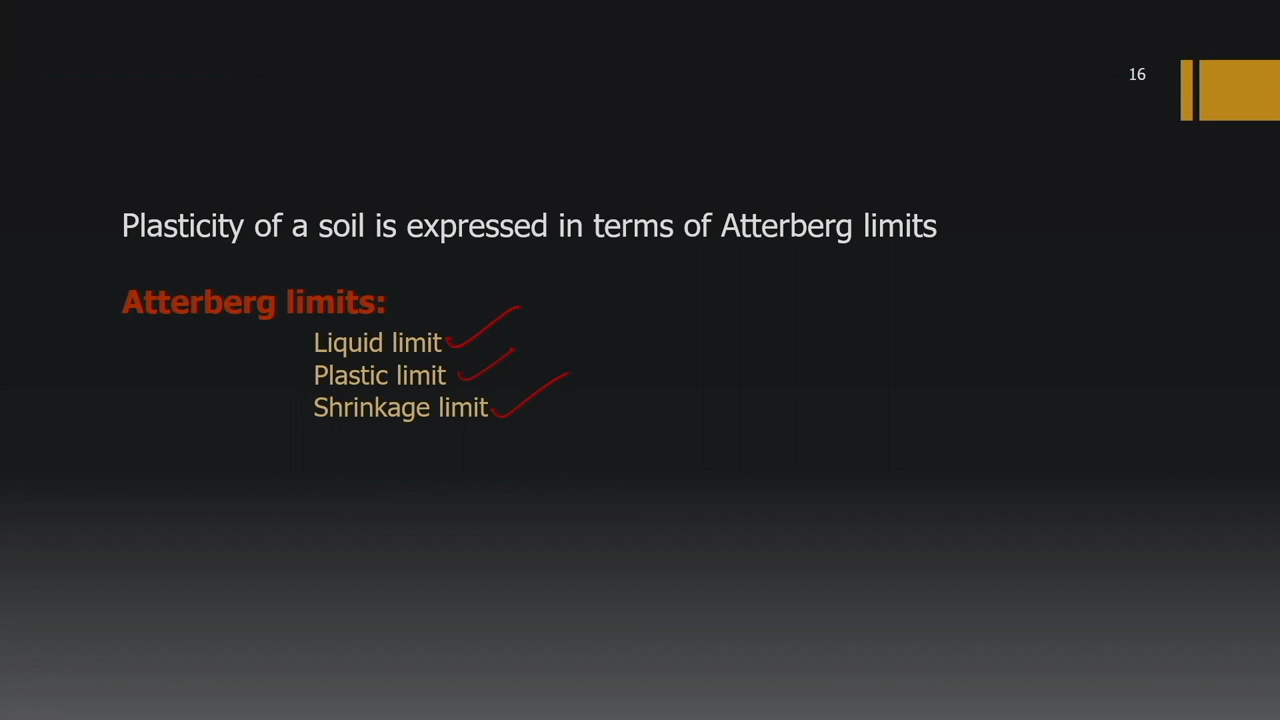 16
Plasticity of a soil is expressed in terms of Atterberg limits
Atterberg limits:
Liquid limit
Plastic limit
Shrinkage limit